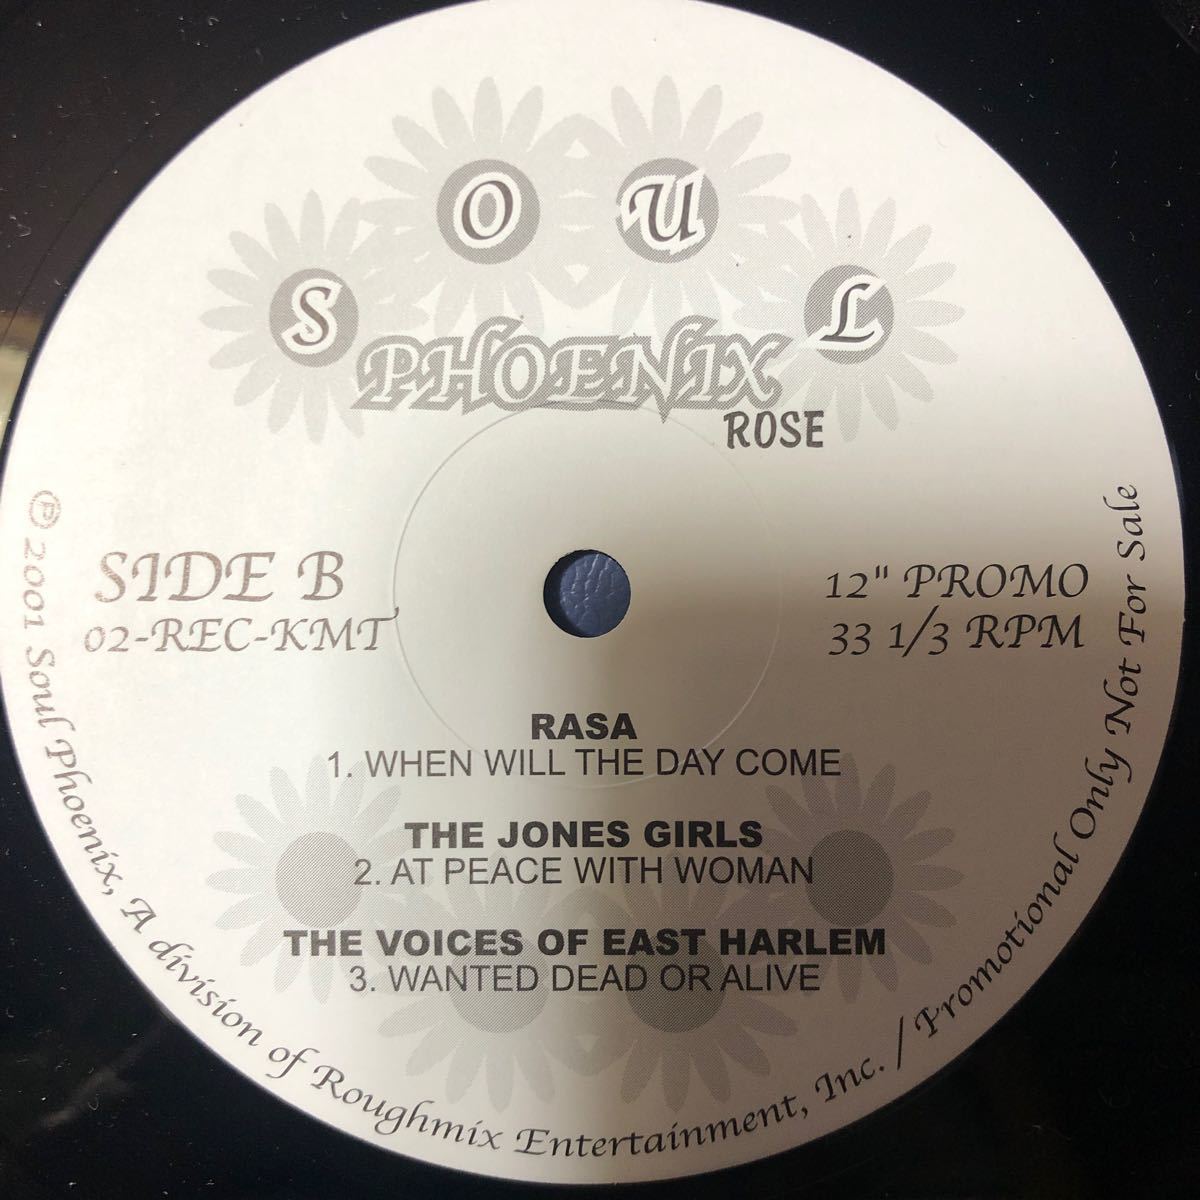 SOUL
PHOENIX
ROSE
SIDE B
02-REC-KMT
12" PROMO
33 1/3 RPM
RASA
1. WHEN WILL THE DAY COME
THE JONES GIRLS
2. AT PEACE WITH WOMAN
THE VOICES OF EAST HARLEM
3. WANTED DEAD OR ALIVE
℗ 2001 Soul Phoenix, A division of Roughmix Entertainment, Inc. / Promotional Only Not For Sale